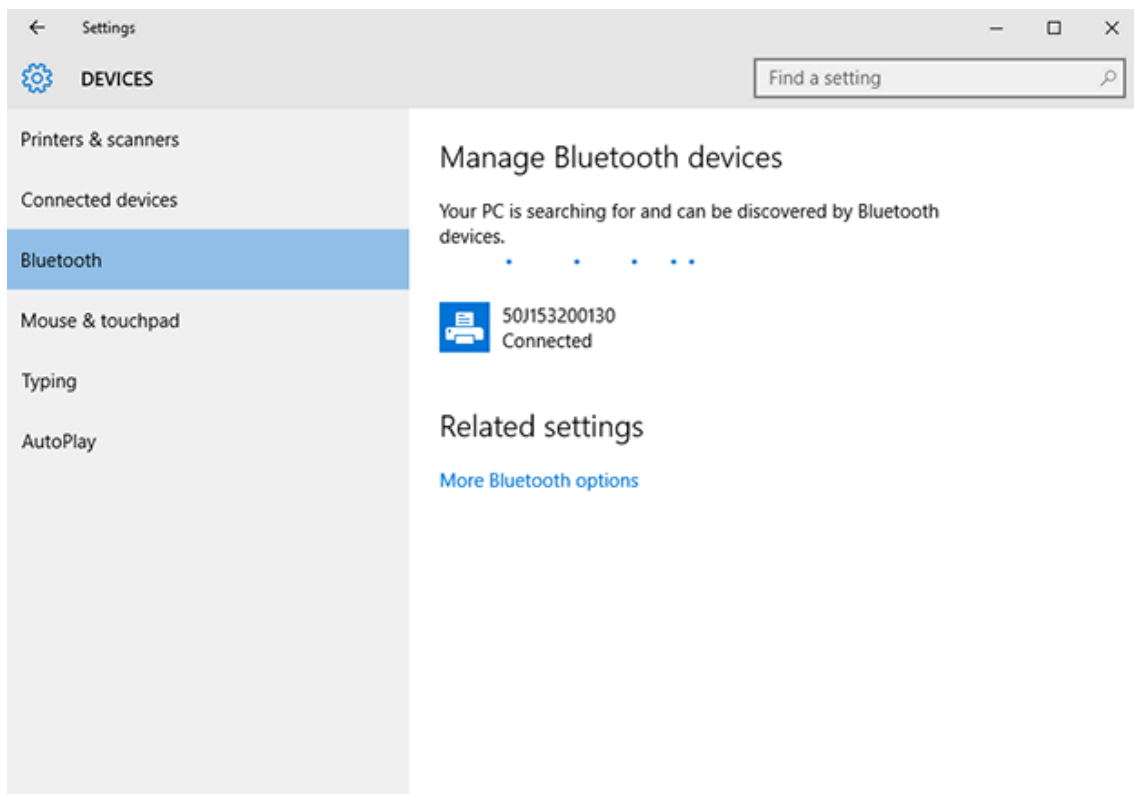 Settings
DEVICES
Find a setting
Printers & scanners
Connected devices
Bluetooth
Mouse & touchpad
Typing
AutoPlay
Manage Bluetooth devices
Your PC is searching for and can be discovered by Bluetooth
devices.
50J153200130
Connected
Related settings
More Bluetooth options